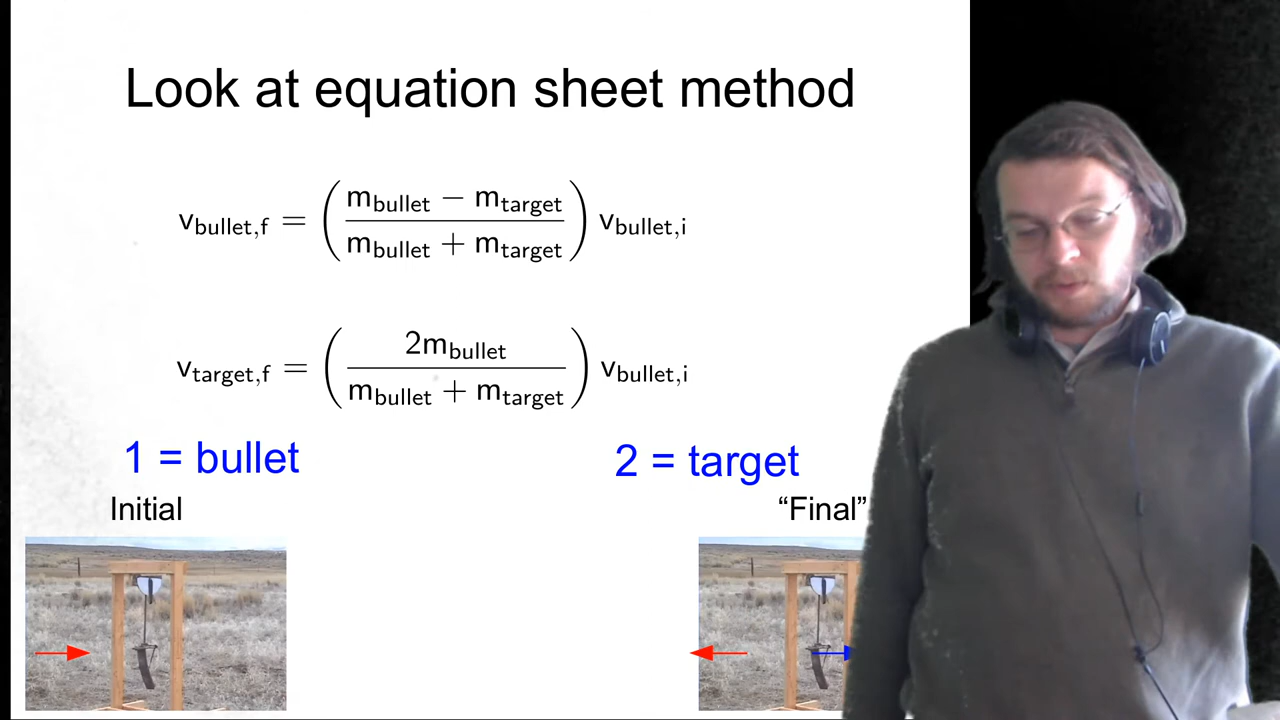 Look at equation sheet method
v_bullet,f = ( (m_bullet − m_target) / (m_bullet + m_target) ) v_bullet,i
v_target,f = ( 2m_bullet / (m_bullet + m_target) ) v_bullet,i
1 = bullet
2 = target
Initial
“Final”